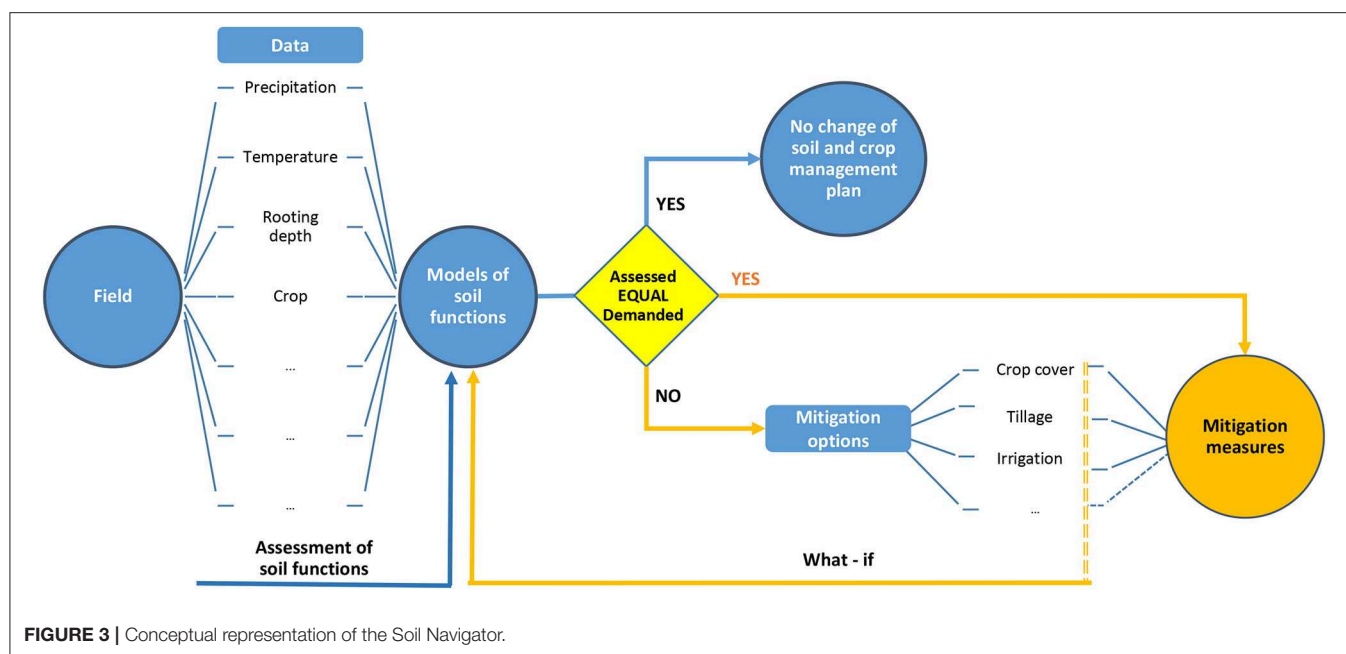 Data
Precipitation
Temperature
Rooting
depth
Crop
...
...
...
Field
Models of
soil
functions
Assessment of
soil functions
Assessed
EQUAL
Demanded
YES
No change of
soil and crop
management
plan
YES
NO
Mitigation
options
Crop cover
Tillage
Irrigation
...
Mitigation
measures
What - if
FIGURE 3 | Conceptual representation of the Soil Navigator.